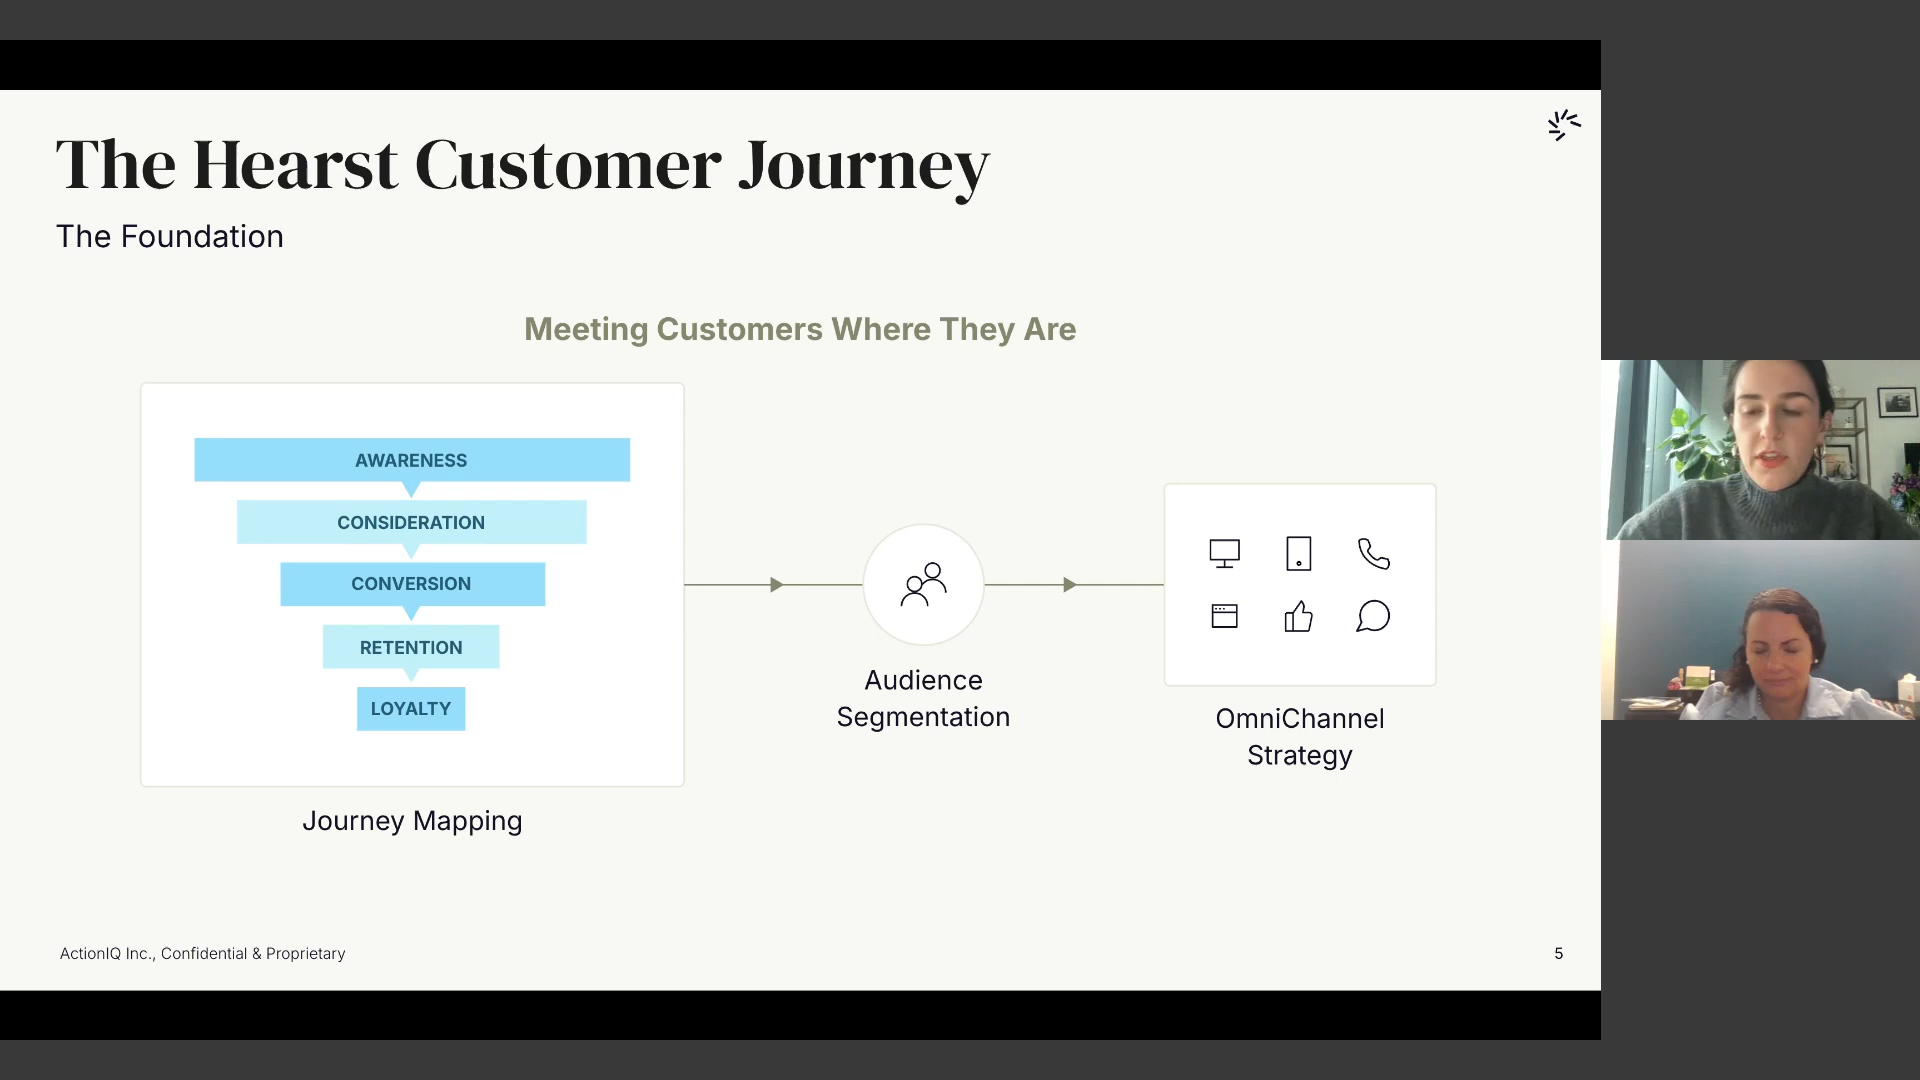 The Hearst Customer Journey
The Foundation
Meeting Customers Where They Are
AWARENESS
CONSIDERATION
CONVERSION
RETENTION
LOYALTY
Journey Mapping
Audience
Segmentation
OmniChannel
Strategy
ActionIQ Inc., Confidential & Proprietary
5